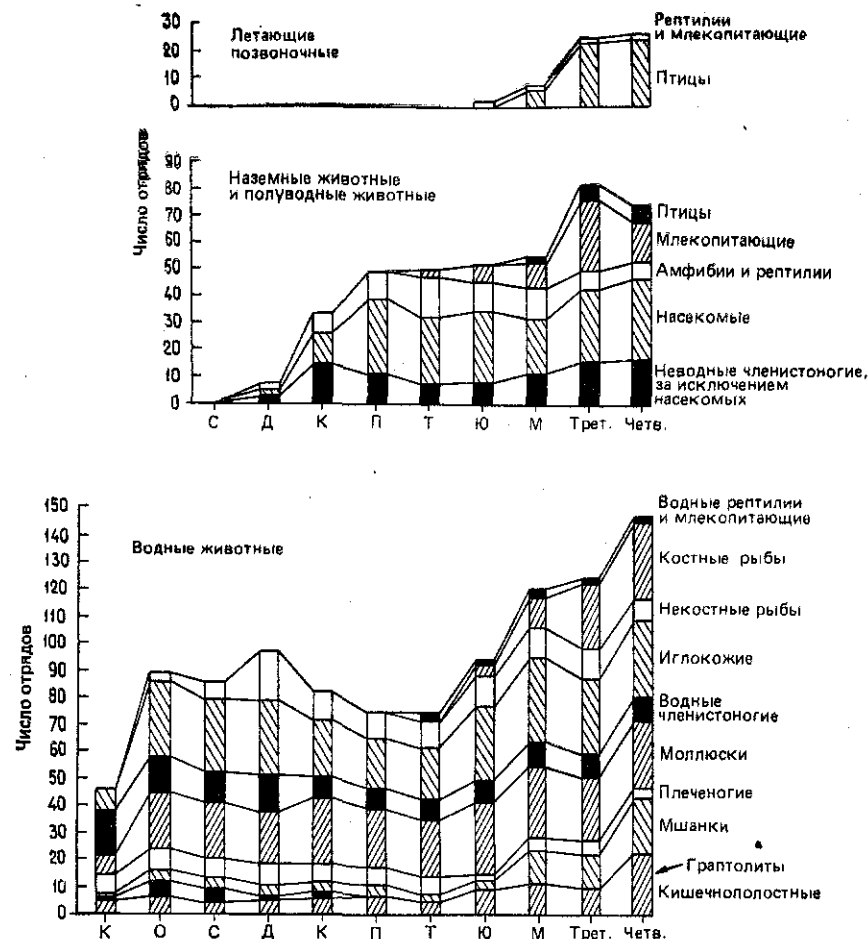 30
20
10
0
Летающие
позвоночные
Рептилии
и млекопитающие
Птицы
Число отрядов
90
80
70
60
50
40
30
20
10
0
Наземные животные
и полуводные животные
Птицы
Млекопитающие
Амфибии и рептилии
Насекомые
Неводные членистоногие,
за исключением
насекомых
С Д К П Т Ю М Трет. Четв.
Число отрядов
150
140
130
120
110
100
90
80
70
60
50
40
30
20
10
0
Водные животные
Водные рептилии
и млекопитающие
Костные рыбы
Некостные рыбы
Иглокожие
Водные
членистоногие
Моллюски
Плеченогие
Мшанки
Граптолиты
Кишечнополостные
К О С Д К П Т Ю М Трет. Четв.